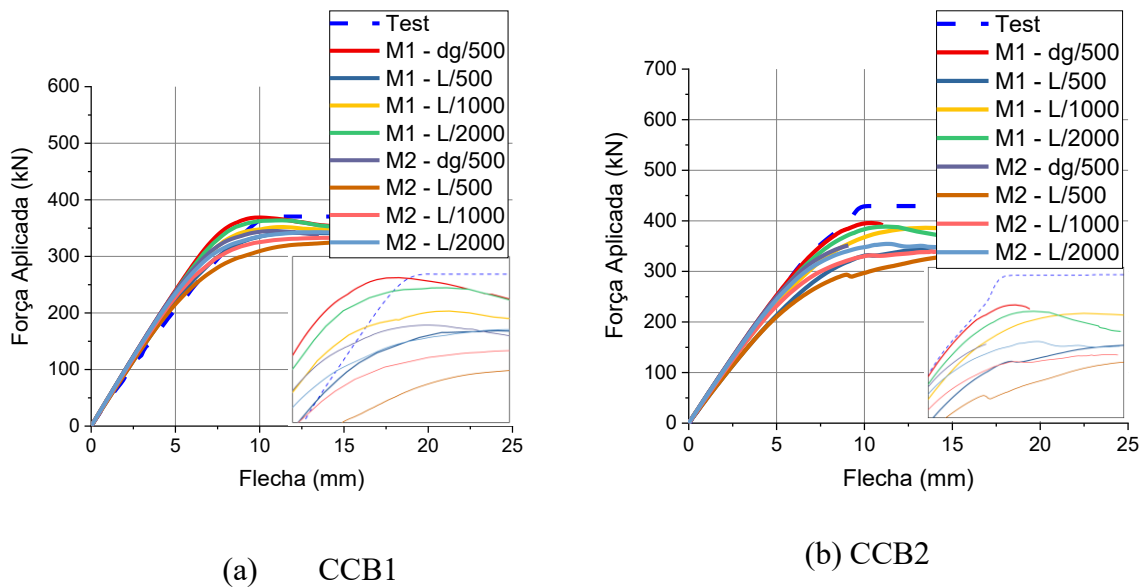 Test
M1 - dg/500
M1 - L/500
M1 - L/1000
M1 - L/2000
M2 - dg/500
M2 - L/500
M2 - L/1000
M2 - L/2000
600
500
400
300
200
100
0
0 5 10 15 20 25
Força Aplicada (kN)
Flecha (mm)
(a) CCB1
Test
M1 - dg/500
M1 - L/500
M1 - L/1000
M1 - L/2000
M2 - dg/500
M2 - L/500
M2 - L/1000
M2 - L/2000
700
600
500
400
300
200
100
0
0 5 10 15 20 25
Força Aplicada (kN)
Flecha (mm)
(b) CCB2